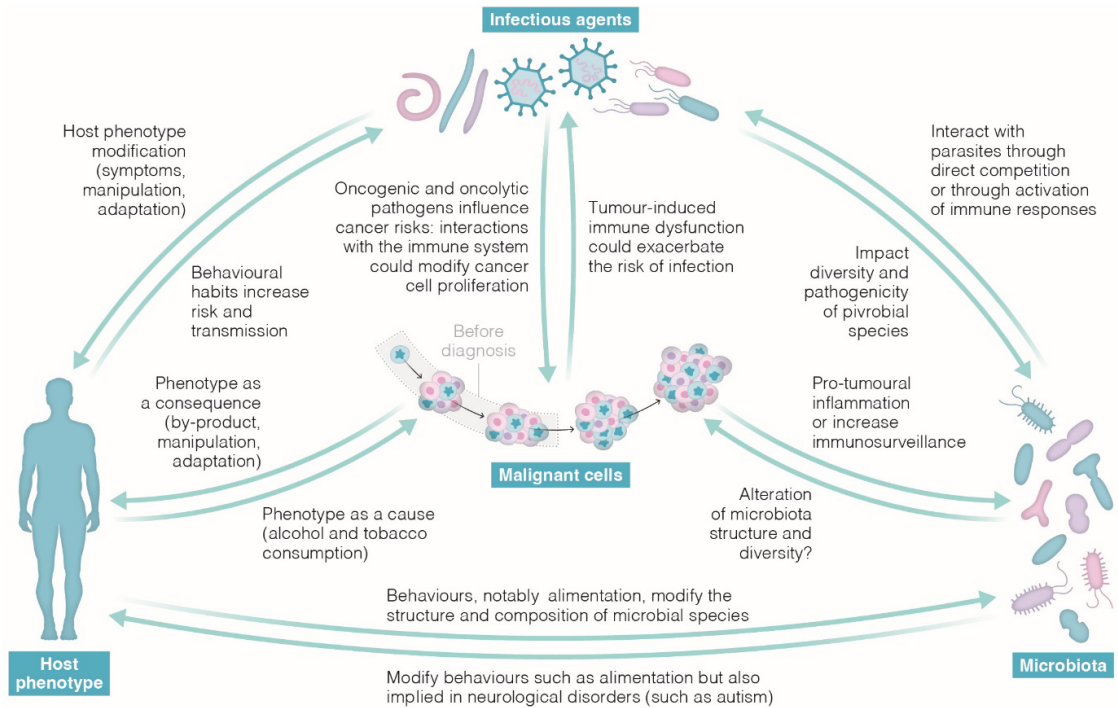 Infectious agents
Host phenotype
modification
(symptoms,
manipulation,
adaptation)
Behavioural
habits increase
risk and
transmission
Oncogenic and oncolytic
pathogens influence
cancer risks: interactions
with the immune system
could modify cancer
cell proliferation
Tumour-induced
immune dysfunction
could exacerbate
the risk of infection
Interact with
parasites through
direct competition
or through activation
of immune responses
Impact
diversity and
pathogenicity
of pivrobial
species
Before
diagnosis
Phenotype as
a consequence
(by-product,
manipulation,
adaptation)
Phenotype as a cause
(alcohol and tobacco
consumption)
Malignant cells
Pro-tumoural
inflammation
or increase
immunosurveillance
Alteration
of microbiota
structure and
diversity?
Behaviours, notably alimentation, modify the
structure and composition of microbial species
Host
phenotype
Microbiota
Modify behaviours such as alimentation but also
implied in neurological disorders (such as autism)